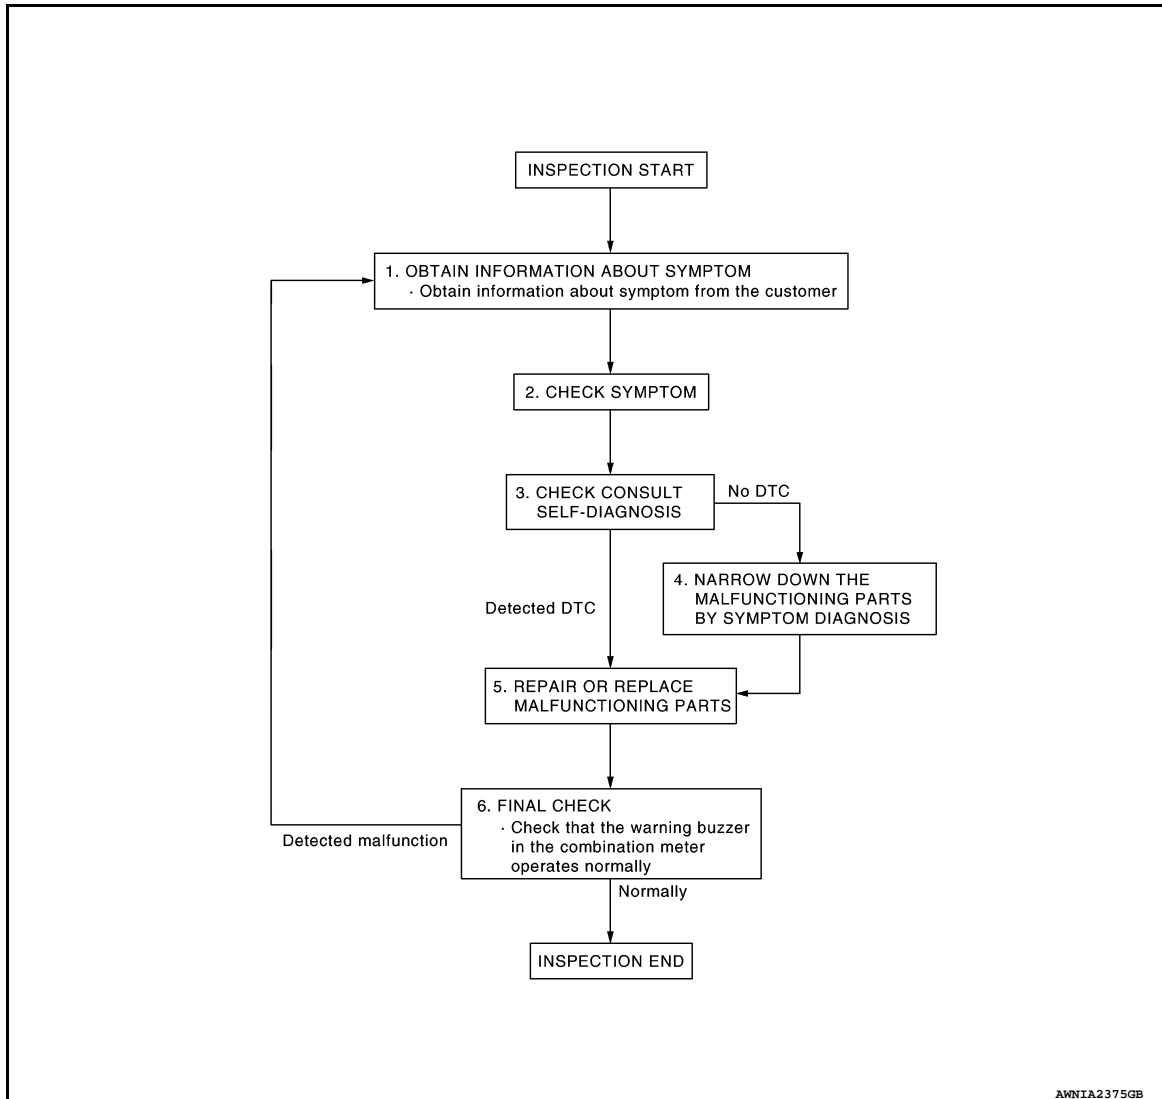 INSPECTION START
1. OBTAIN INFORMATION ABOUT SYMPTOM
· Obtain information about symptom from the customer
2. CHECK SYMPTOM
3. CHECK CONSULT
SELF-DIAGNOSIS
No DTC
4. NARROW DOWN THE
MALFUNCTIONING PARTS
BY SYMPTOM DIAGNOSIS
Detected DTC
5. REPAIR OR REPLACE
MALFUNCTIONING PARTS
6. FINAL CHECK
· Check that the warning buzzer
in the combination meter
operates normally
Detected malfunction
Normally
INSPECTION END
AWNIA2375GB